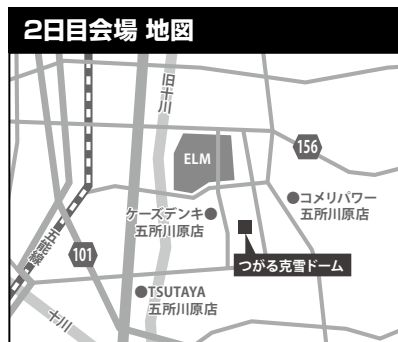 2日目会場 地図
旧十川
ELM
156
ケーズデンキ
五所川原店
コメリパワー
五所川原店
五能線
101
つがる克雪ドーム
TSUTAYA
五所川原店
十川